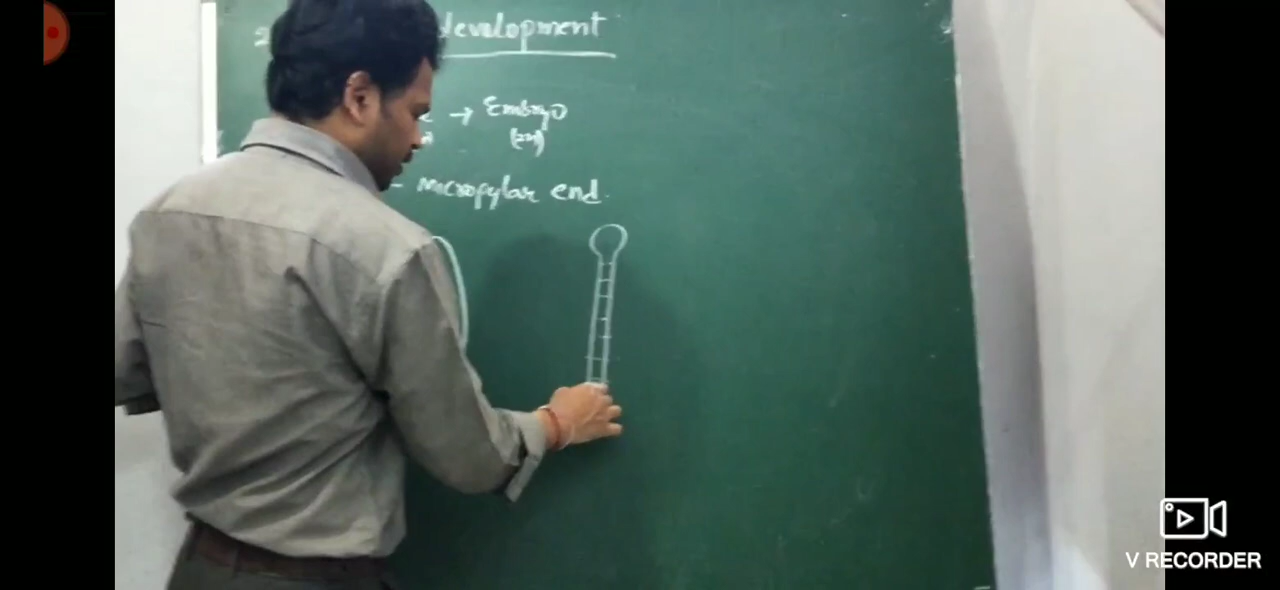 development
→ Embryo
(2n)
- micropylar end.
V RECORDER